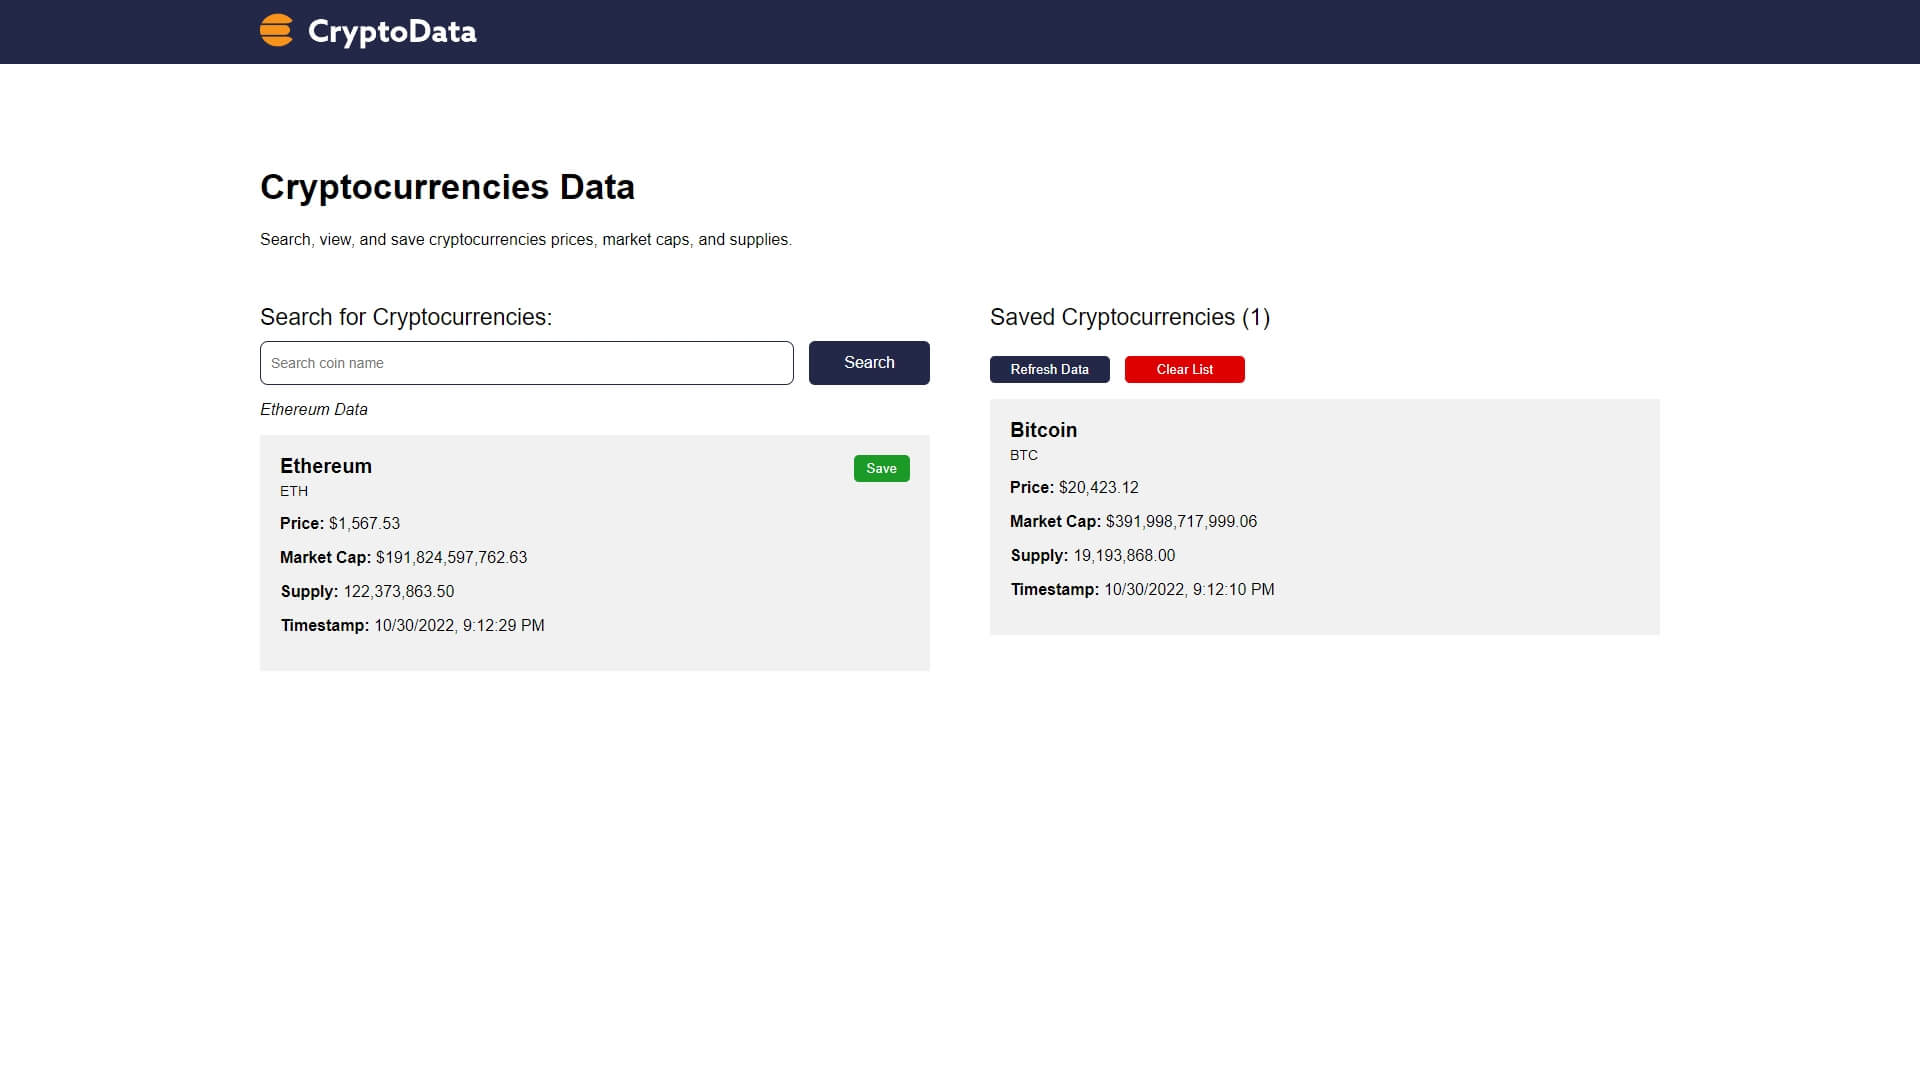 CryptoData
Cryptocurrencies Data
Search, view, and save cryptocurrencies prices, market caps, and supplies.
Search for Cryptocurrencies:
Search coin name
Search
Ethereum Data
Ethereum
Save
ETH
Price: $1,567.53
Market Cap: $191,824,597,762.63
Supply: 122,373,863.50
Timestamp: 10/30/2022, 9:12:29 PM
Saved Cryptocurrencies (1)
Refresh Data
Clear List
Bitcoin
BTC
Price: $20,423.12
Market Cap: $391,998,717,999.06
Supply: 19,193,868.00
Timestamp: 10/30/2022, 9:12:10 PM